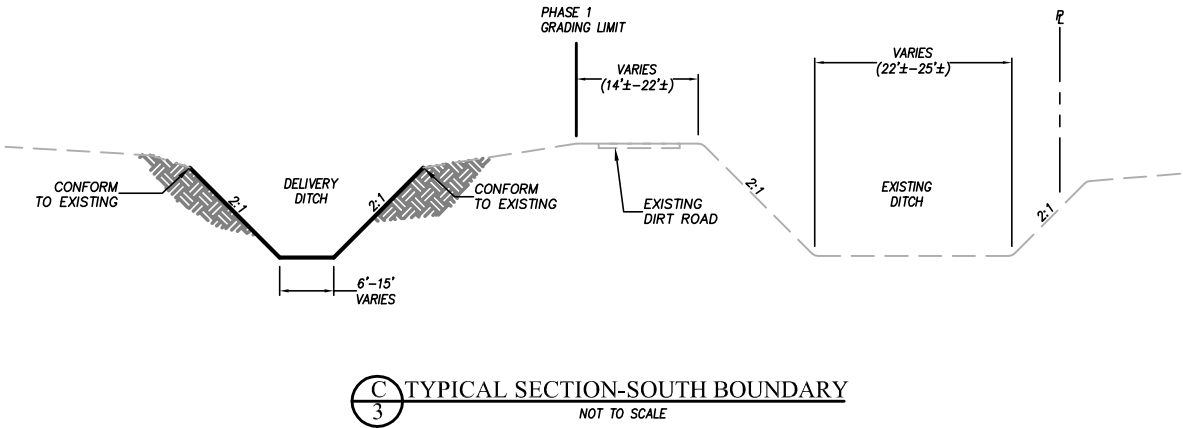 PHASE 1
GRADING LIMIT
VARIES
(14'±-22'±)
VARIES
(22'±-25'±)
PL
CONFORM
TO EXISTING
2:1
DELIVERY
DITCH
2:1
CONFORM
TO EXISTING
EXISTING
DIRT ROAD
2:1
EXISTING
DITCH
2:1
6'-15'
VARIES
C
3
TYPICAL SECTION-SOUTH BOUNDARY
NOT TO SCALE